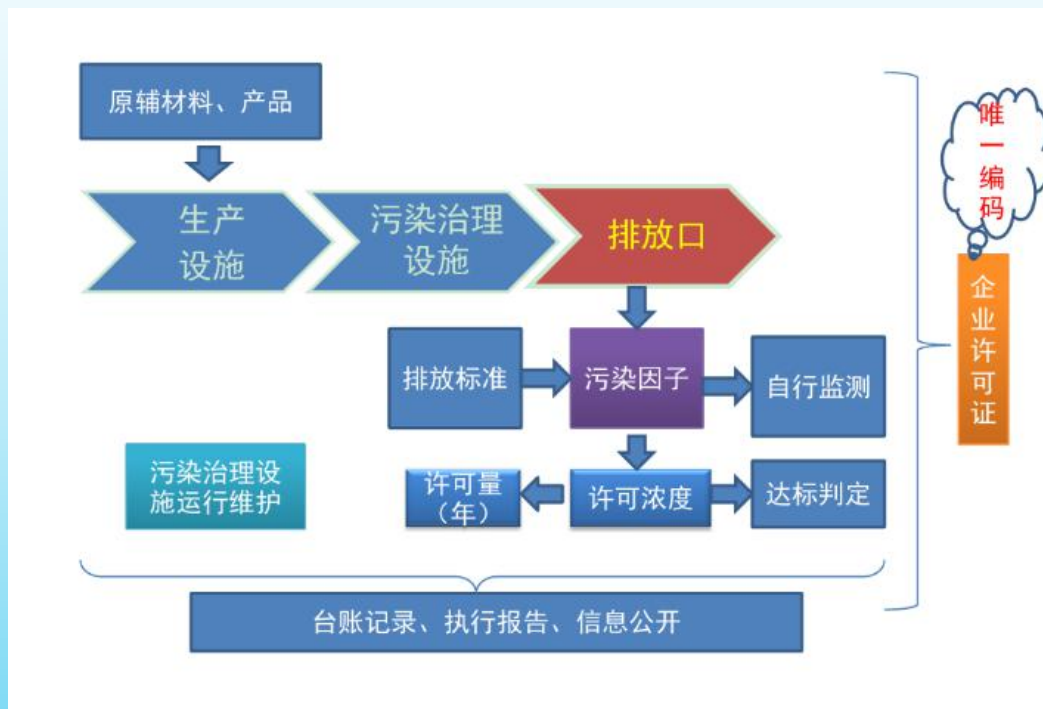 原辅材料、产品
生产
设施
污染治理
设施
排放口
排放标准
污染因子
自行监测
污染治理设
施运行维护
许可量
（年）
许可浓度
达标判定
台账记录、执行报告、信息公开
唯
一
编
码
企
业
许
可
证